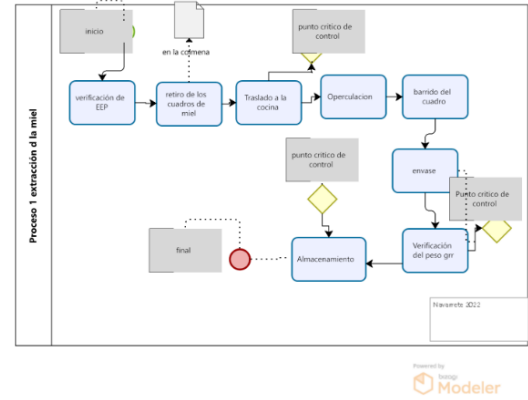 Proceso 1 extracción d la miel
inicio
en la colmena
punto critico de
control
verificación de
EEP
retiro de los
cuadros de
miel
Traslado a la
cocina
Operculacion
barrido del
cuadro
punto critico de
control
envase
Punto critico de
control
final
Almacenamiento
Verificación
del peso grr
Navarrete 2022
Powered by
bizagi
Modeler